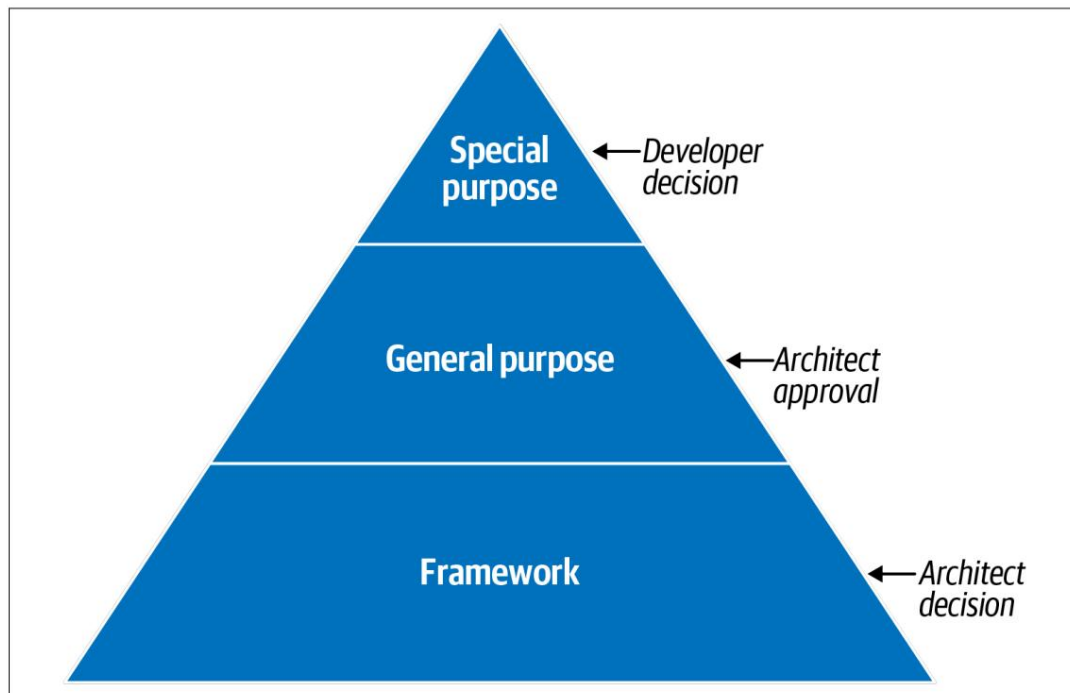 Special
purpose
Developer
decision
General purpose
Architect
approval
Framework
Architect
decision